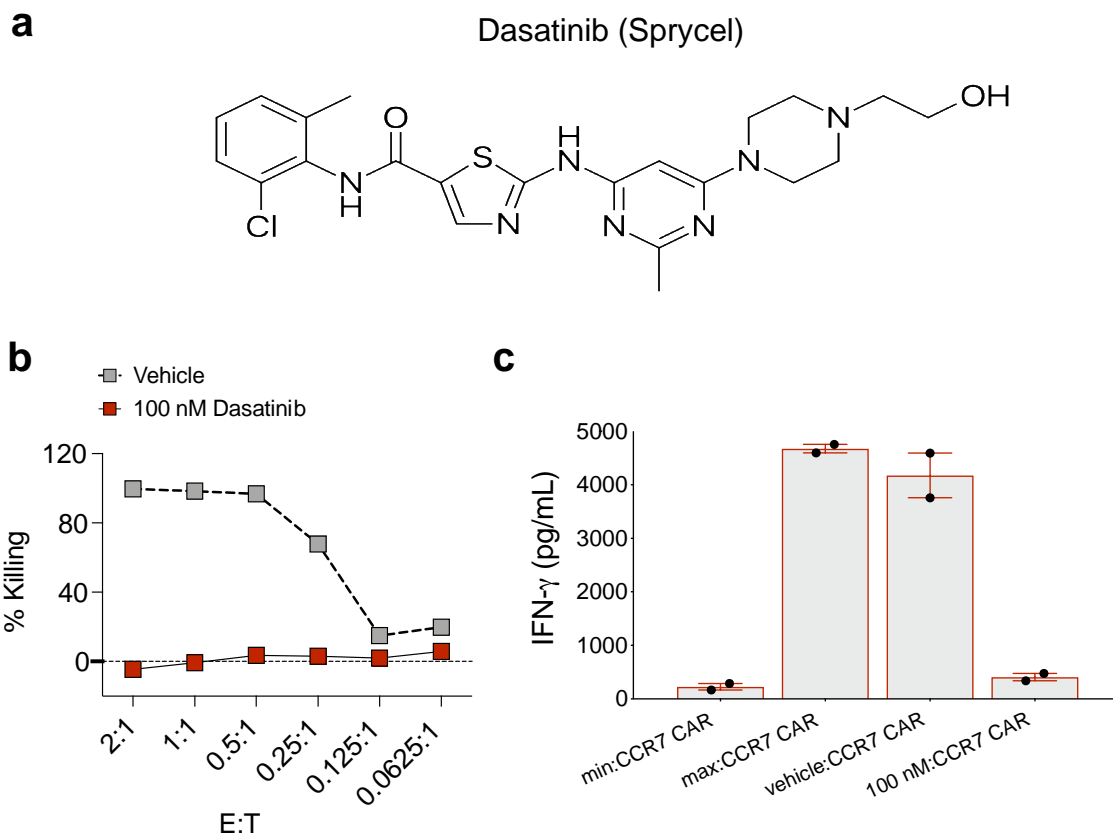 a
Dasatinib (Sprycel)
OH
N
O
H
N
S
N
N
H
N
N
N
Cl
b
Vehicle
100 nM Dasatinib
120
80
40
0
% Killing
2:1
1:1
0.5:1
0.25:1
0.125:1
0.0625:1
E:T
c
5000
4000
3000
2000
1000
0
IFN-γ (pg/mL)
min:CCR7 CAR
max:CCR7 CAR
vehicle:CCR7 CAR
100 nM:CCR7 CAR